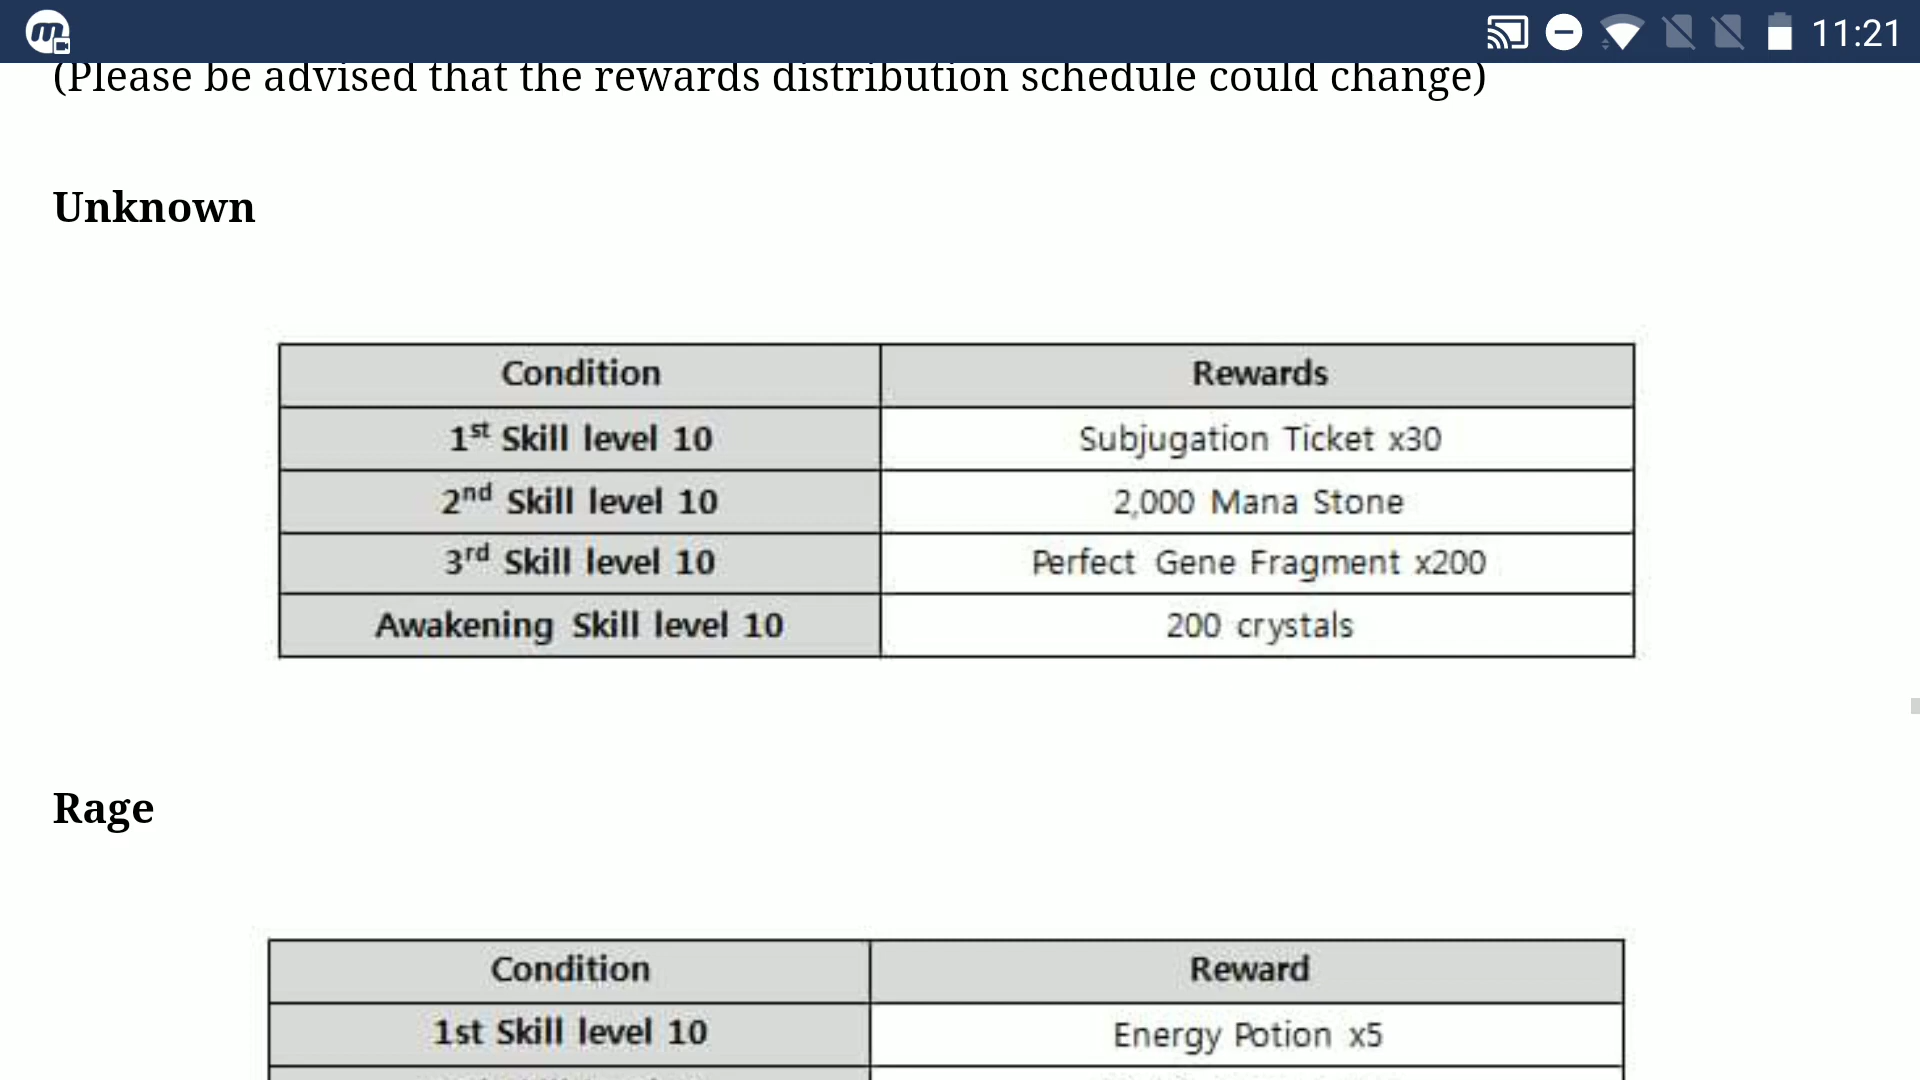 11:21
(Please be advised that the rewards distribution schedule could change)
Unknown
Condition Rewards
1st Skill level 10 Subjugation Ticket x30
2nd Skill level 10 2,000 Mana Stone
3rd Skill level 10 Perfect Gene Fragment x200
Awakening Skill level 10 200 crystals
Rage
Condition Reward
1st Skill level 10 Energy Potion x5